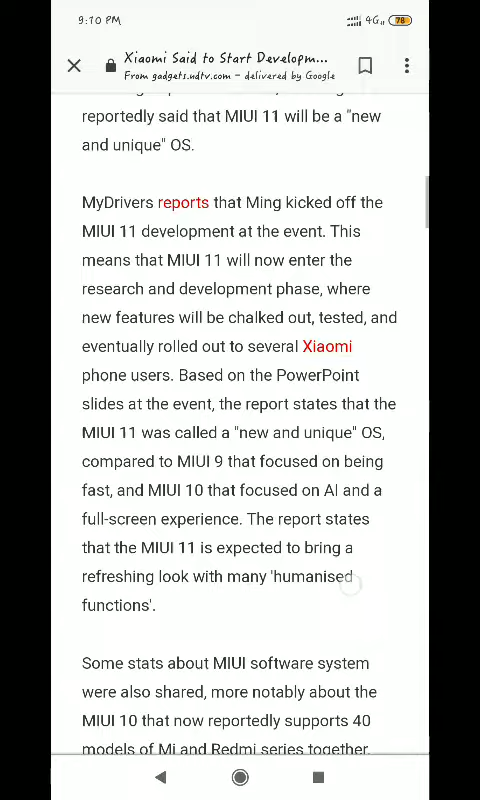 9:10 PM
4G
78
Xiaomi Said to Start Developm...
From gadgets.ndtv.com – delivered by Google
reportedly said that MIUI 11 will be a "new
and unique" OS.
MyDrivers reports that Ming kicked off the
MIUI 11 development at the event. This
means that MIUI 11 will now enter the
research and development phase, where
new features will be chalked out, tested, and
eventually rolled out to several Xiaomi
phone users. Based on the PowerPoint
slides at the event, the report states that the
MIUI 11 was called a "new and unique" OS,
compared to MIUI 9 that focused on being
fast, and MIUI 10 that focused on AI and a
full-screen experience. The report states
that the MIUI 11 is expected to bring a
refreshing look with many 'humanised
functions'.
Some stats about MIUI software system
were also shared, more notably about the
MIUI 10 that now reportedly supports 40
models of Mi and Redmi series together.